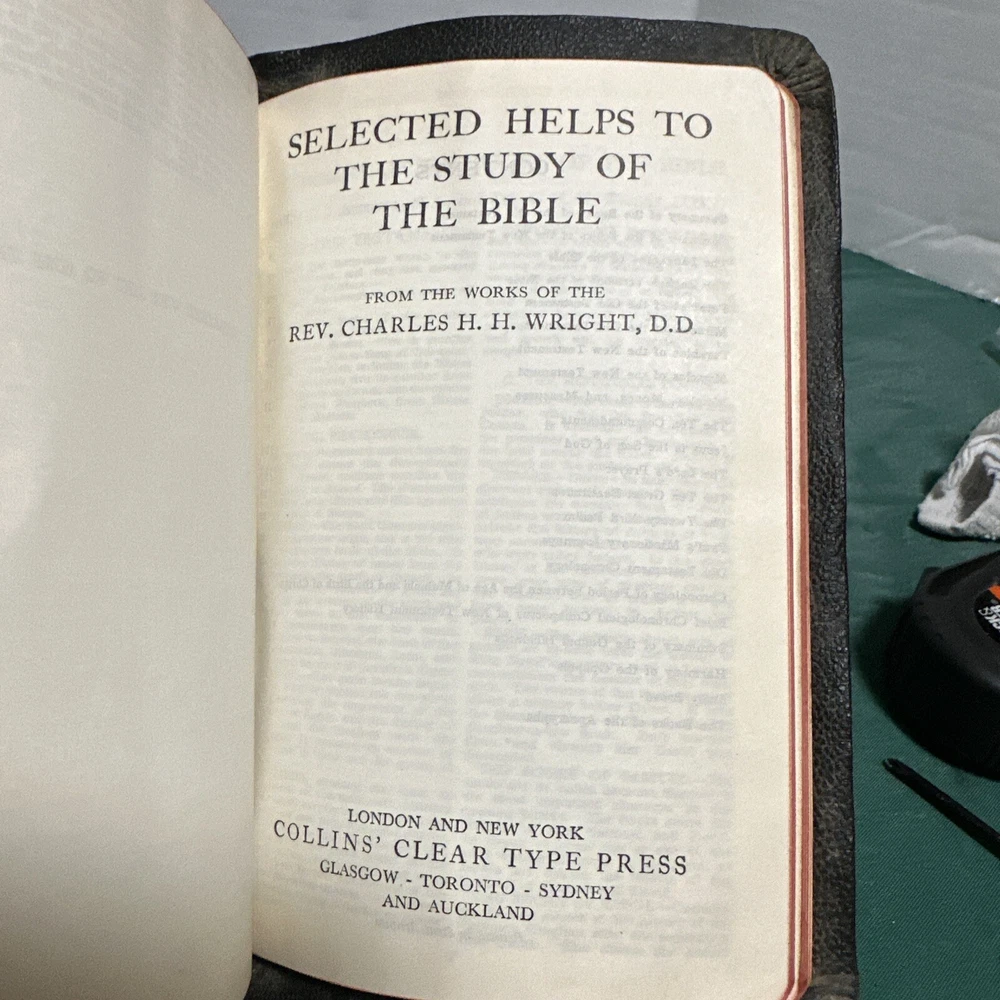 SELECTED HELPS TO
THE STUDY OF
THE BIBLE
FROM THE WORKS OF THE
REV. CHARLES H. H. WRIGHT, D.D.
LONDON AND NEW YORK
COLLINS' CLEAR TYPE PRESS
GLASGOW - TORONTO - SYDNEY
AND AUCKLAND